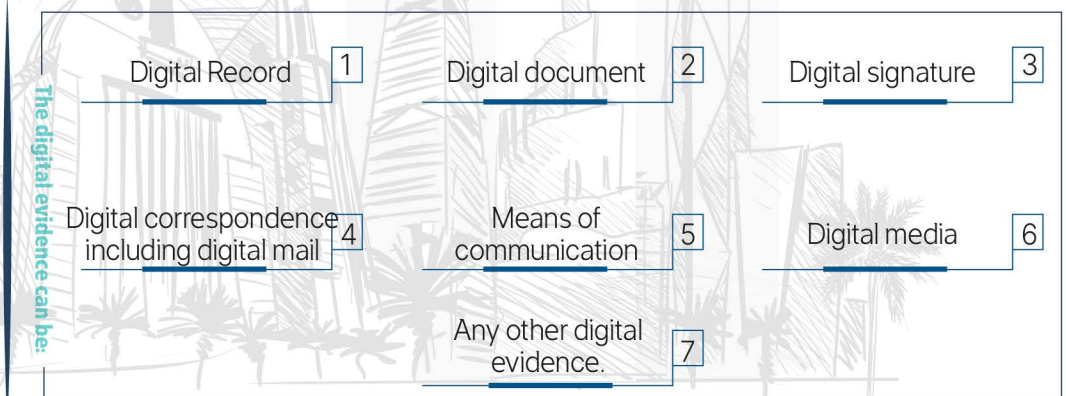 The digital evidence can be:
Digital Record
1
Digital document
2
Digital signature
3
Digital correspondence
including digital mail
4
Means of
communication
5
Digital media
6
Any other digital
evidence.
7